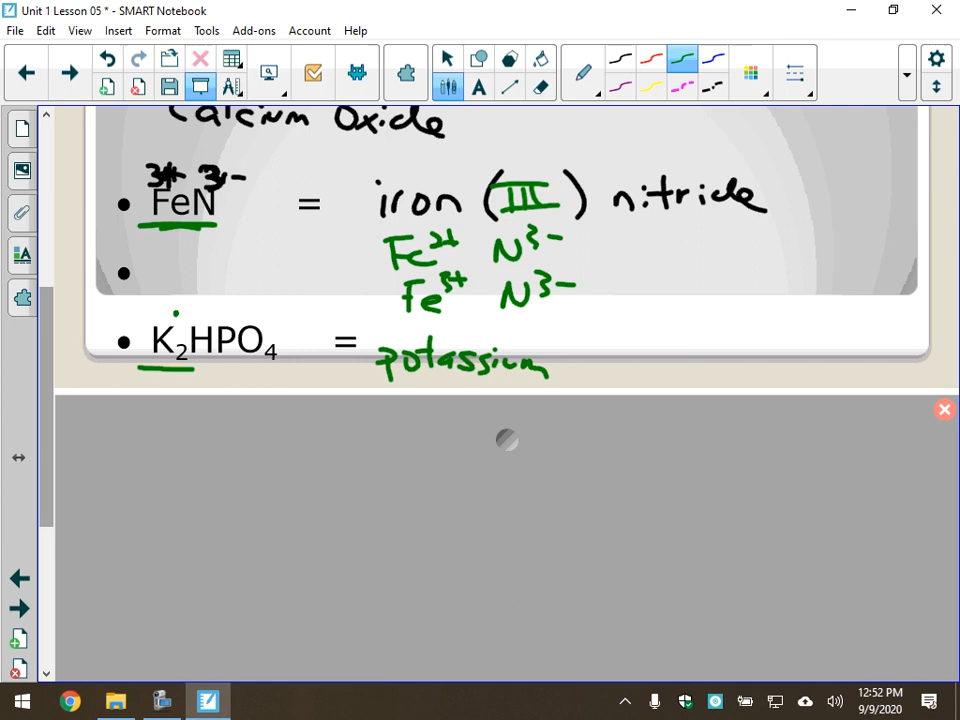 Unit 1 Lesson 05 * - SMART Notebook
File Edit View Insert Format Tools Add-ons Account Help
Calcium Oxide
3+ 3-
• FeN = iron (III) nitride
Fe2+ N3-
•
Fe3+ N3-
• K2HPO4 = potassium
12:52 PM
9/9/2020